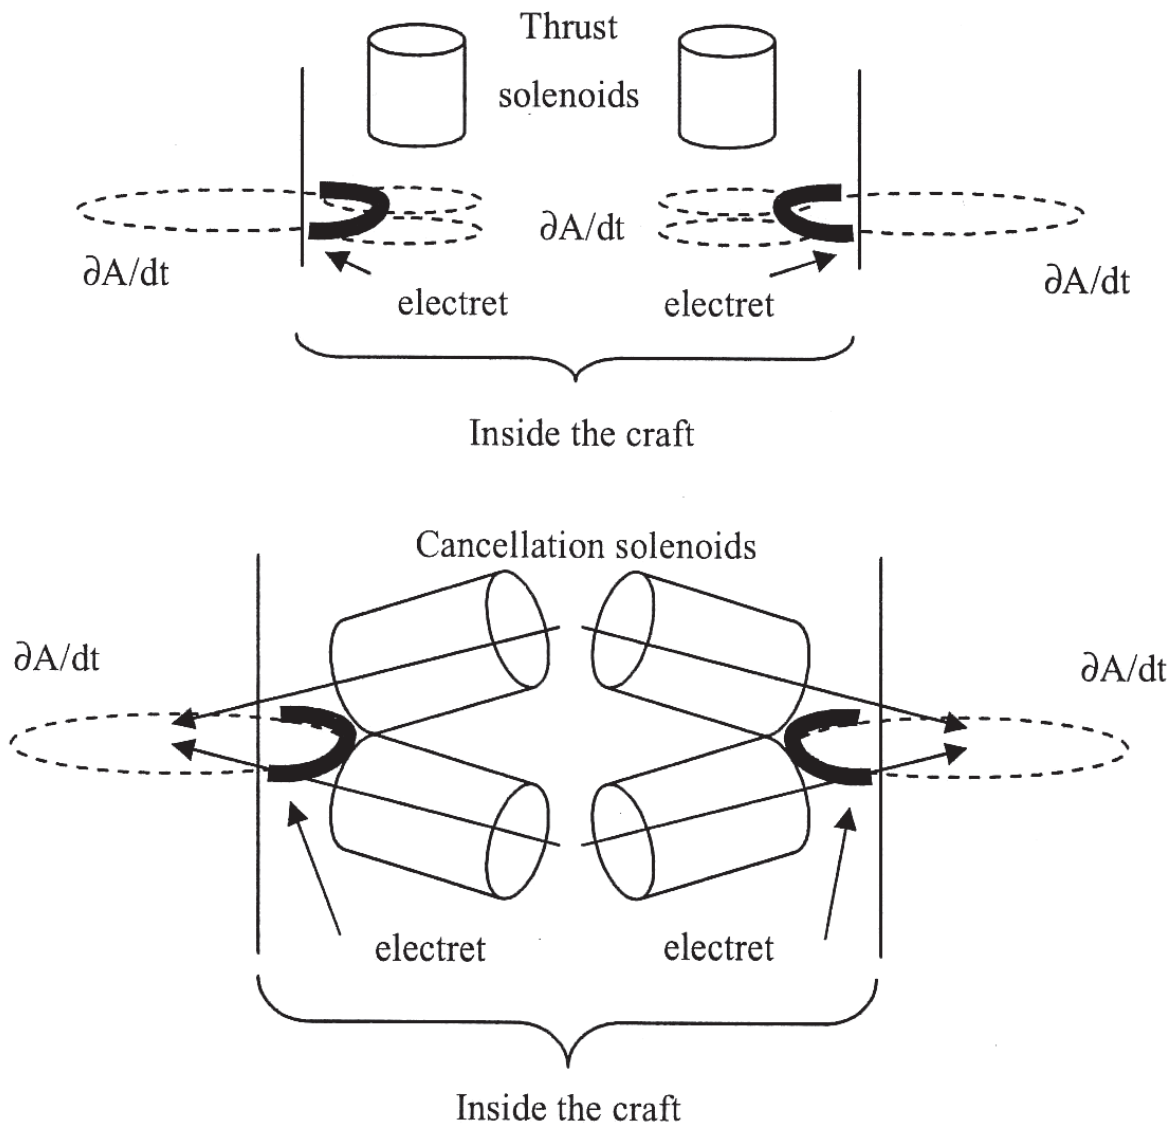 Thrust
solenoids
∂A/dt
∂A/dt
∂A/dt
electret
electret
Inside the craft
Cancellation solenoids
∂A/dt
∂A/dt
electret
electret
Inside the craft